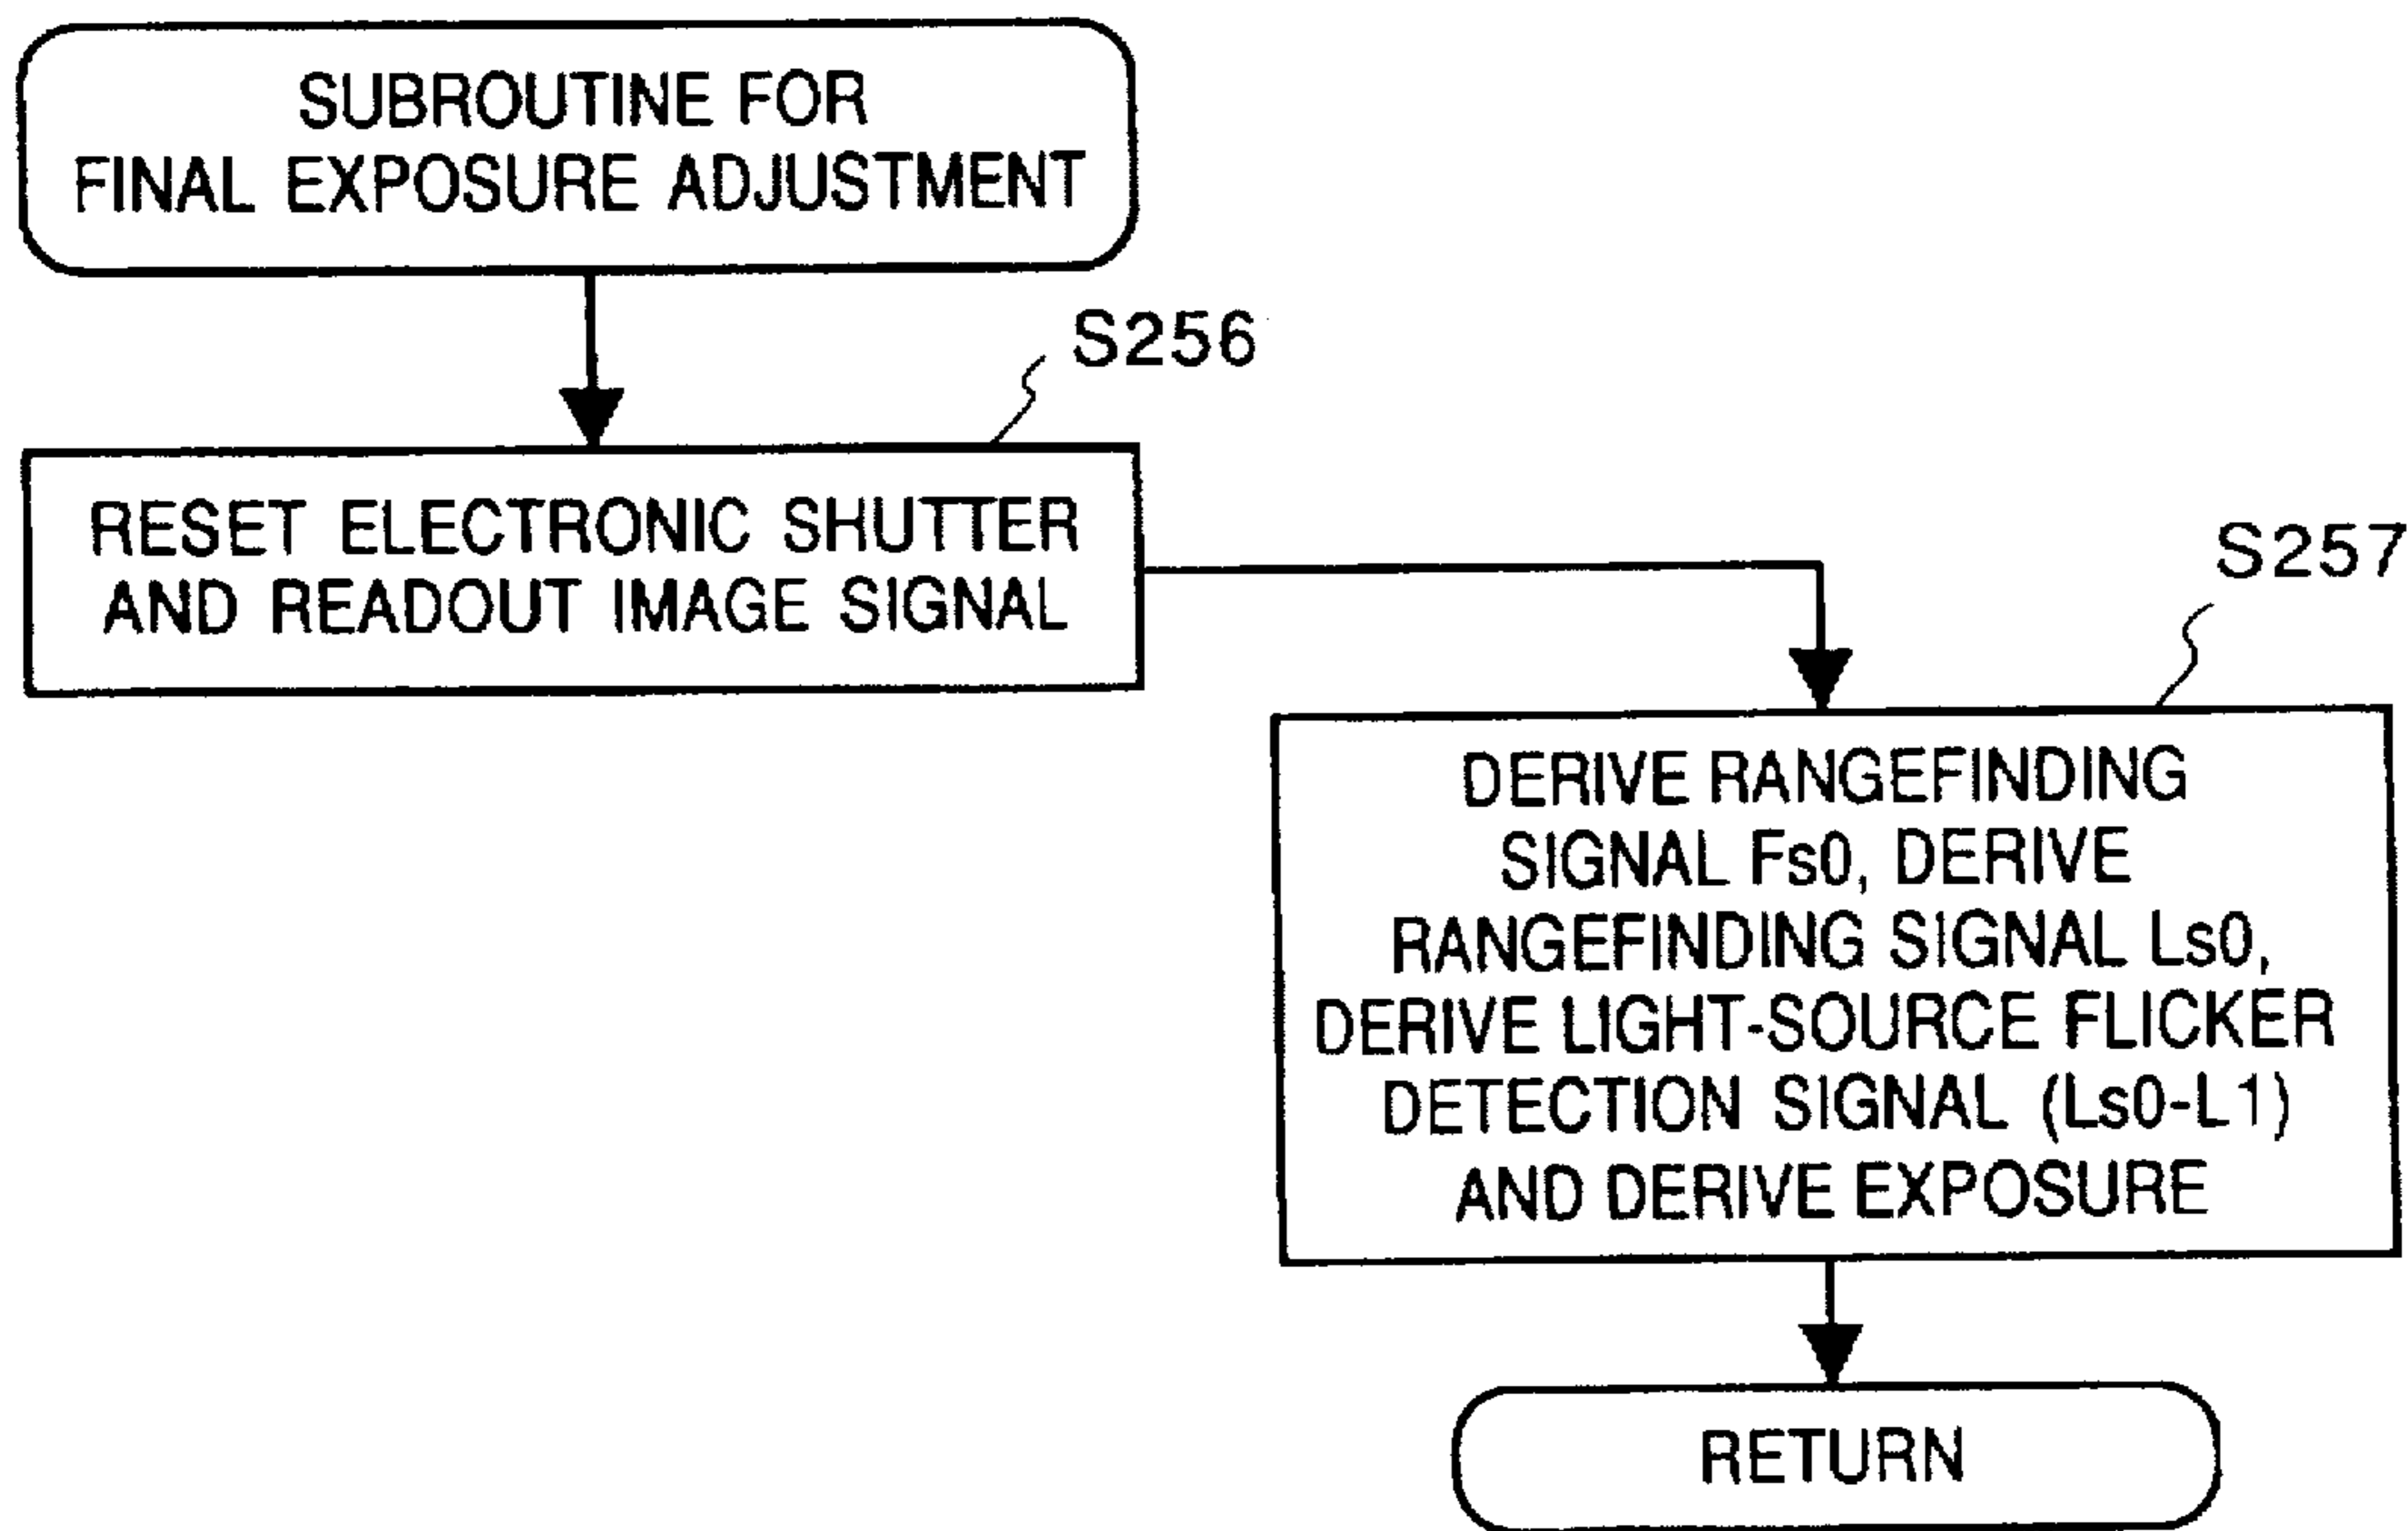 SUBROUTINE FOR
FINAL EXPOSURE ADJUSTMENT
S256
RESET ELECTRONIC SHUTTER
AND READOUT IMAGE SIGNAL
S257
DERIVE RANGEFINDING
SIGNAL Fs0, DERIVE
RANGEFINDING SIGNAL Ls0,
DERIVE LIGHT-SOURCE FLICKER
DETECTION SIGNAL (Ls0-L1)
AND DERIVE EXPOSURE
RETURN